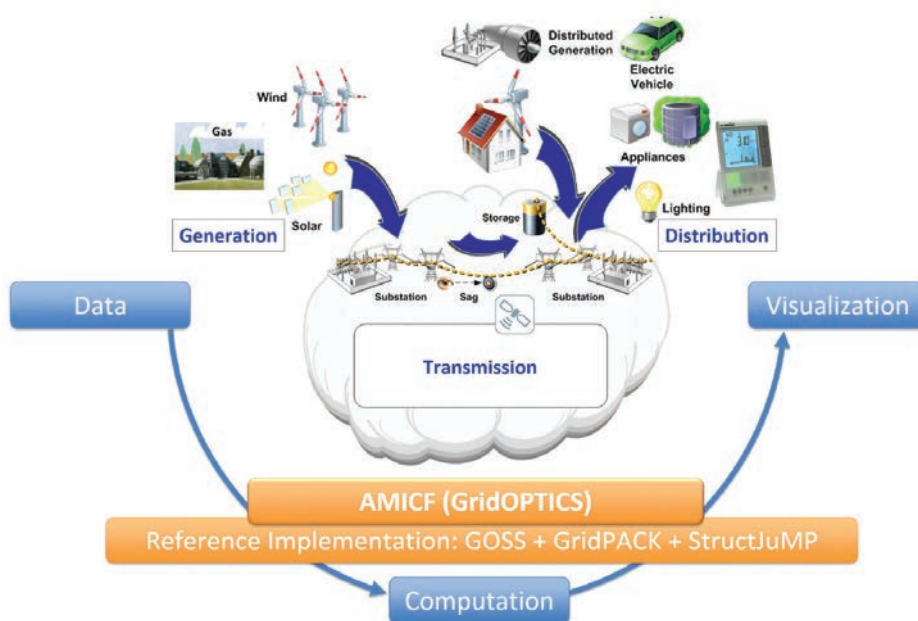 Distributed
Generation
Electric
Vehicle
Wind
Gas
Appliances
Solar
Storage
Lighting
Generation
Distribution
Substation
Sag
Substation
Data
Visualization
Transmission
AMICF (GridOPTICS)
Reference Implementation: GOSS + GridPACK + StructJuMP
Computation